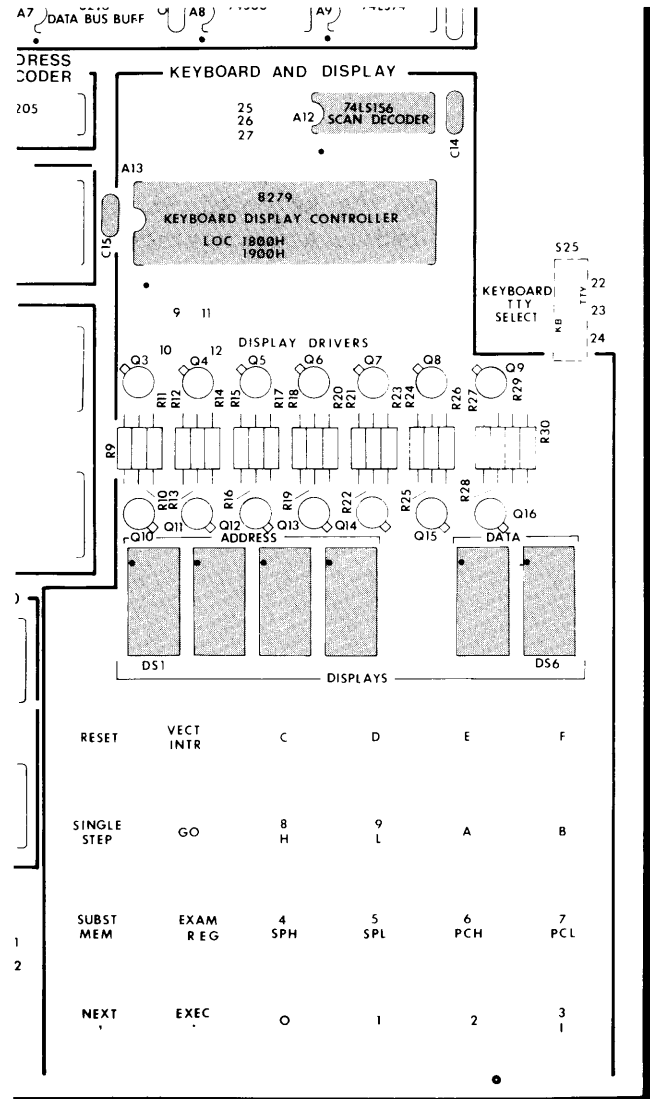 A7
DATA BUS BUFF
A8
A9
KEYBOARD AND DISPLAY
205
25
26
27
A12
74LS156
SCAN DECODER
C14
A13
8279
KEYBOARD DISPLAY CONTROLLER
LOC 1800H
1900H
C15
S25
KEYBOARD
TTY
SELECT
KB
TTY
22
23
24
9 11
10 12
DISPLAY DRIVERS
Q3 Q4 Q5 Q6 Q7 Q8 Q9
R11 R12 R14 R15 R17 R18 R20 R21 R23 R24 R26 R27 R29
R9
R30
R10 R13 R16 R19 R22 R25 R28
Q10 Q11 Q12 Q13 Q14 Q15 Q16
ADDRESS DATA
DS1 DS6
DISPLAYS
RESET VECT INTR C D E F
SINGLE STEP GO 8 H 9 L A B
SUBST MEM EXAM REG 4 SPH 5 SPL 6 PCH 7 PCL
1
2
NEXT , EXEC . 0 1 2 3 I